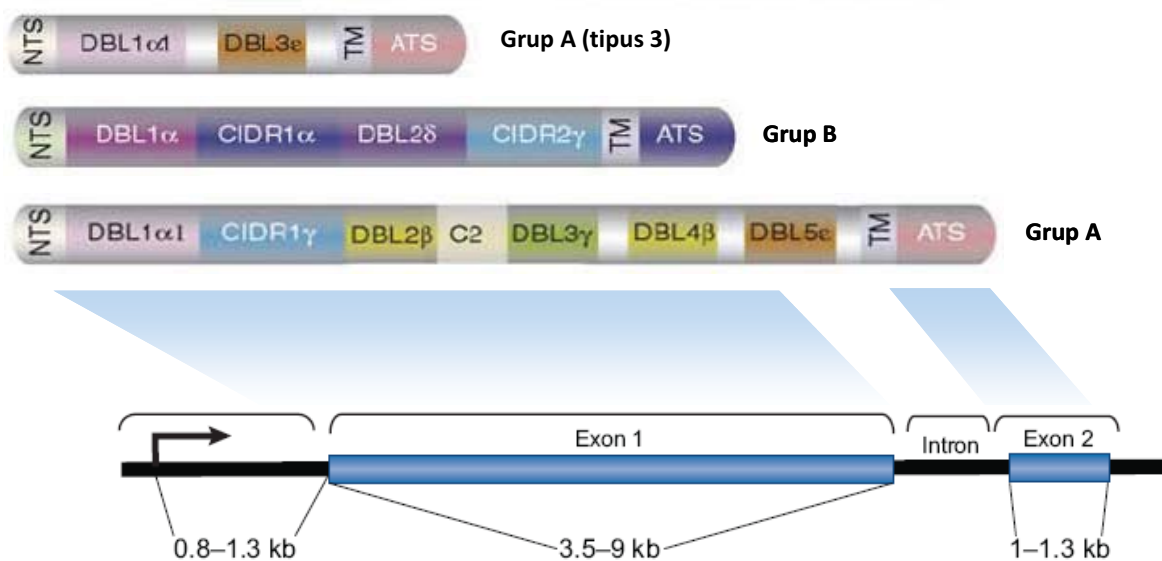 NTS DBL1α1 DBL3ε TM ATS Grup A (tipus 3)
NTS DBL1α CIDR1α DBL2δ CIDR2γ TM ATS Grup B
NTS DBL1α1 CIDR1γ DBL2β C2 DBL3γ DBL4β DBL5ε TM ATS Grup A
Exon 1 Intron Exon 2
0.8–1.3 kb 3.5–9 kb 1–1.3 kb